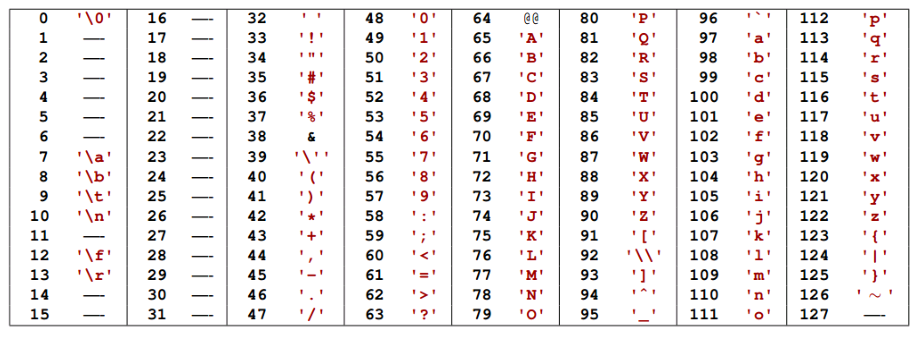 0 '\0' 16 —- 32 ' ' 48 '0' 64 @@ 80 'P' 96 '`' 112 'p'
1 —- 17 —- 33 '!' 49 '1' 65 'A' 81 'Q' 97 'a' 113 'q'
2 —- 18 —- 34 '"' 50 '2' 66 'B' 82 'R' 98 'b' 114 'r'
3 —- 19 —- 35 '#' 51 '3' 67 'C' 83 'S' 99 'c' 115 's'
4 —- 20 —- 36 '$' 52 '4' 68 'D' 84 'T' 100 'd' 116 't'
5 —- 21 —- 37 '%' 53 '5' 69 'E' 85 'U' 101 'e' 117 'u'
6 —- 22 —- 38 & 54 '6' 70 'F' 86 'V' 102 'f' 118 'v'
7 '\a' 23 —- 39 '\'' 55 '7' 71 'G' 87 'W' 103 'g' 119 'w'
8 '\b' 24 —- 40 '(' 56 '8' 72 'H' 88 'X' 104 'h' 120 'x'
9 '\t' 25 —- 41 ')' 57 '9' 73 'I' 89 'Y' 105 'i' 121 'y'
10 '\n' 26 —- 42 '*' 58 ':' 74 'J' 90 'Z' 106 'j' 122 'z'
11 —- 27 —- 43 '+' 59 ';' 75 'K' 91 '[' 107 'k' 123 '{'
12 '\f' 28 —- 44 ',' 60 '<' 76 'L' 92 '\\' 108 'l' 124 '|'
13 '\r' 29 —- 45 '-' 61 '=' 77 'M' 93 ']' 109 'm' 125 '}'
14 —- 30 —- 46 '.' 62 '>' 78 'N' 94 '^' 110 'n' 126 '~'
15 —- 31 —- 47 '/' 63 '?' 79 'O' 95 '_' 111 'o' 127 —-